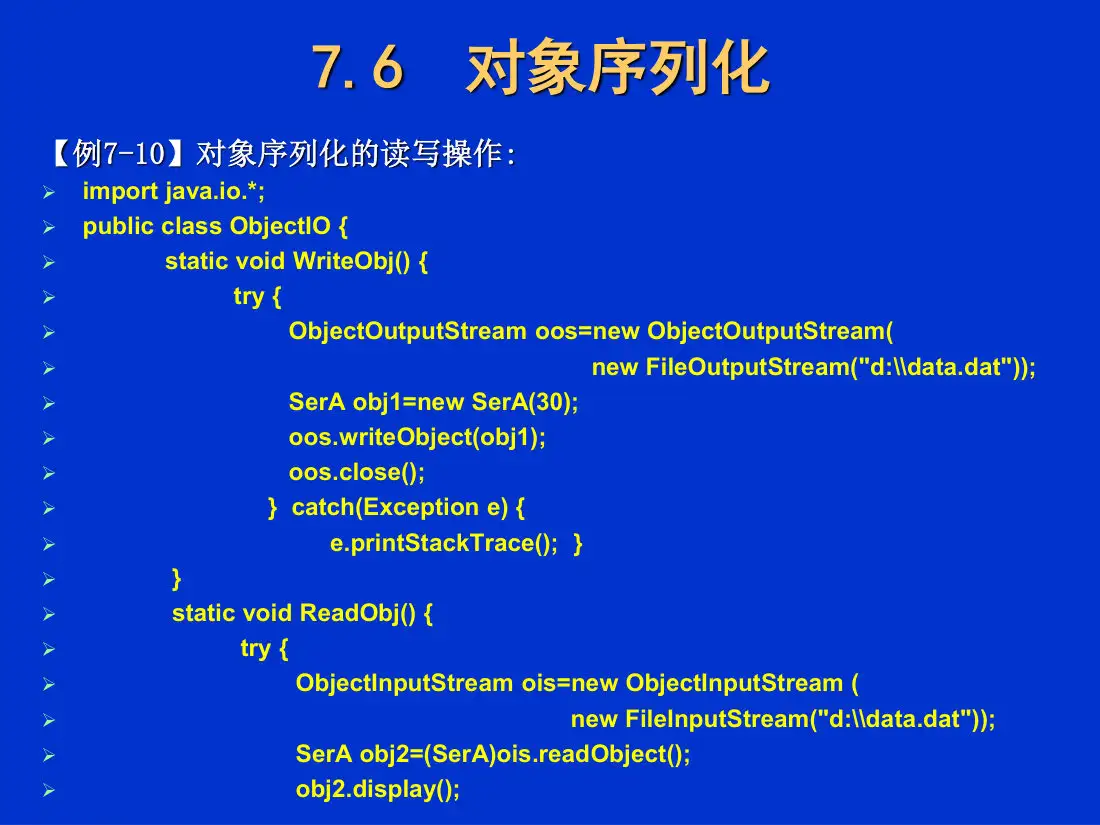 7.6 对象序列化
【例7-10】对象序列化的读写操作:
import java.io.*;
public class ObjectIO {
static void WriteObj() {
try {
ObjectOutputStream oos=new ObjectOutputStream(
new FileOutputStream("d:\\data.dat"));
SerA obj1=new SerA(30);
oos.writeObject(obj1);
oos.close();
} catch(Exception e) {
e.printStackTrace(); }
}
static void ReadObj() {
try {
ObjectInputStream ois=new ObjectInputStream (
new FileInputStream("d:\\data.dat"));
SerA obj2=(SerA)ois.readObject();
obj2.display();